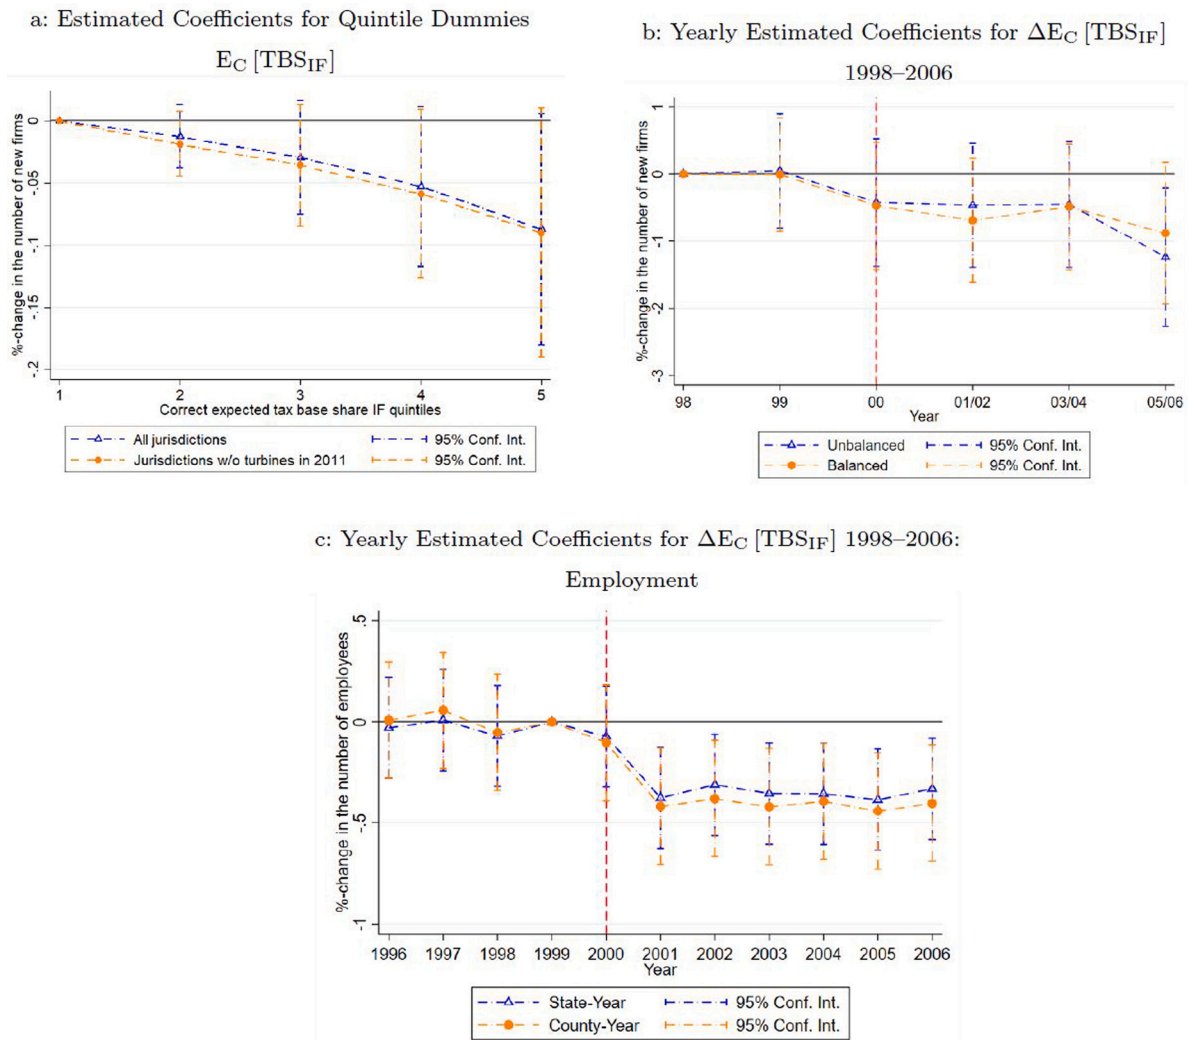 a: Estimated Coefficients for Quintile Dummies
E_C [TBS_IF]
%-change in the number of new firms
0
-.05
-.1
-.15
-.2
1 2 3 4 5
Correct expected tax base share IF quintiles
All jurisdictions 95% Conf. Int.
Jurisdictions w/o turbines in 2011 95% Conf. Int.
b: Yearly Estimated Coefficients for ΔE_C [TBS_IF]
1998–2006
%-change in the number of new firms
1
0
-1
-2
-3
98 99 00 01/02 03/04 05/06
Year
Unbalanced 95% Conf. Int.
Balanced 95% Conf. Int.
c: Yearly Estimated Coefficients for ΔE_C [TBS_IF] 1998–2006:
Employment
%-change in the number of employees
.5
0
-.5
-1
1996 1997 1998 1999 2000 2001 2002 2003 2004 2005 2006
Year
State-Year 95% Conf. Int.
County-Year 95% Conf. Int.